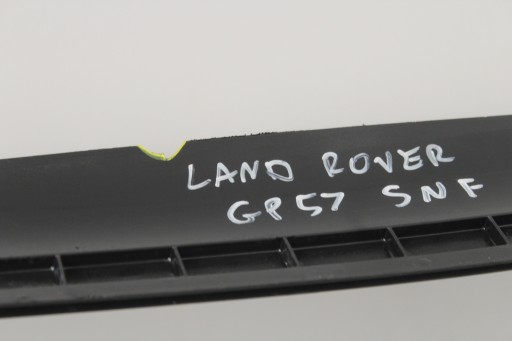 LAND ROVER
GP57 SNF